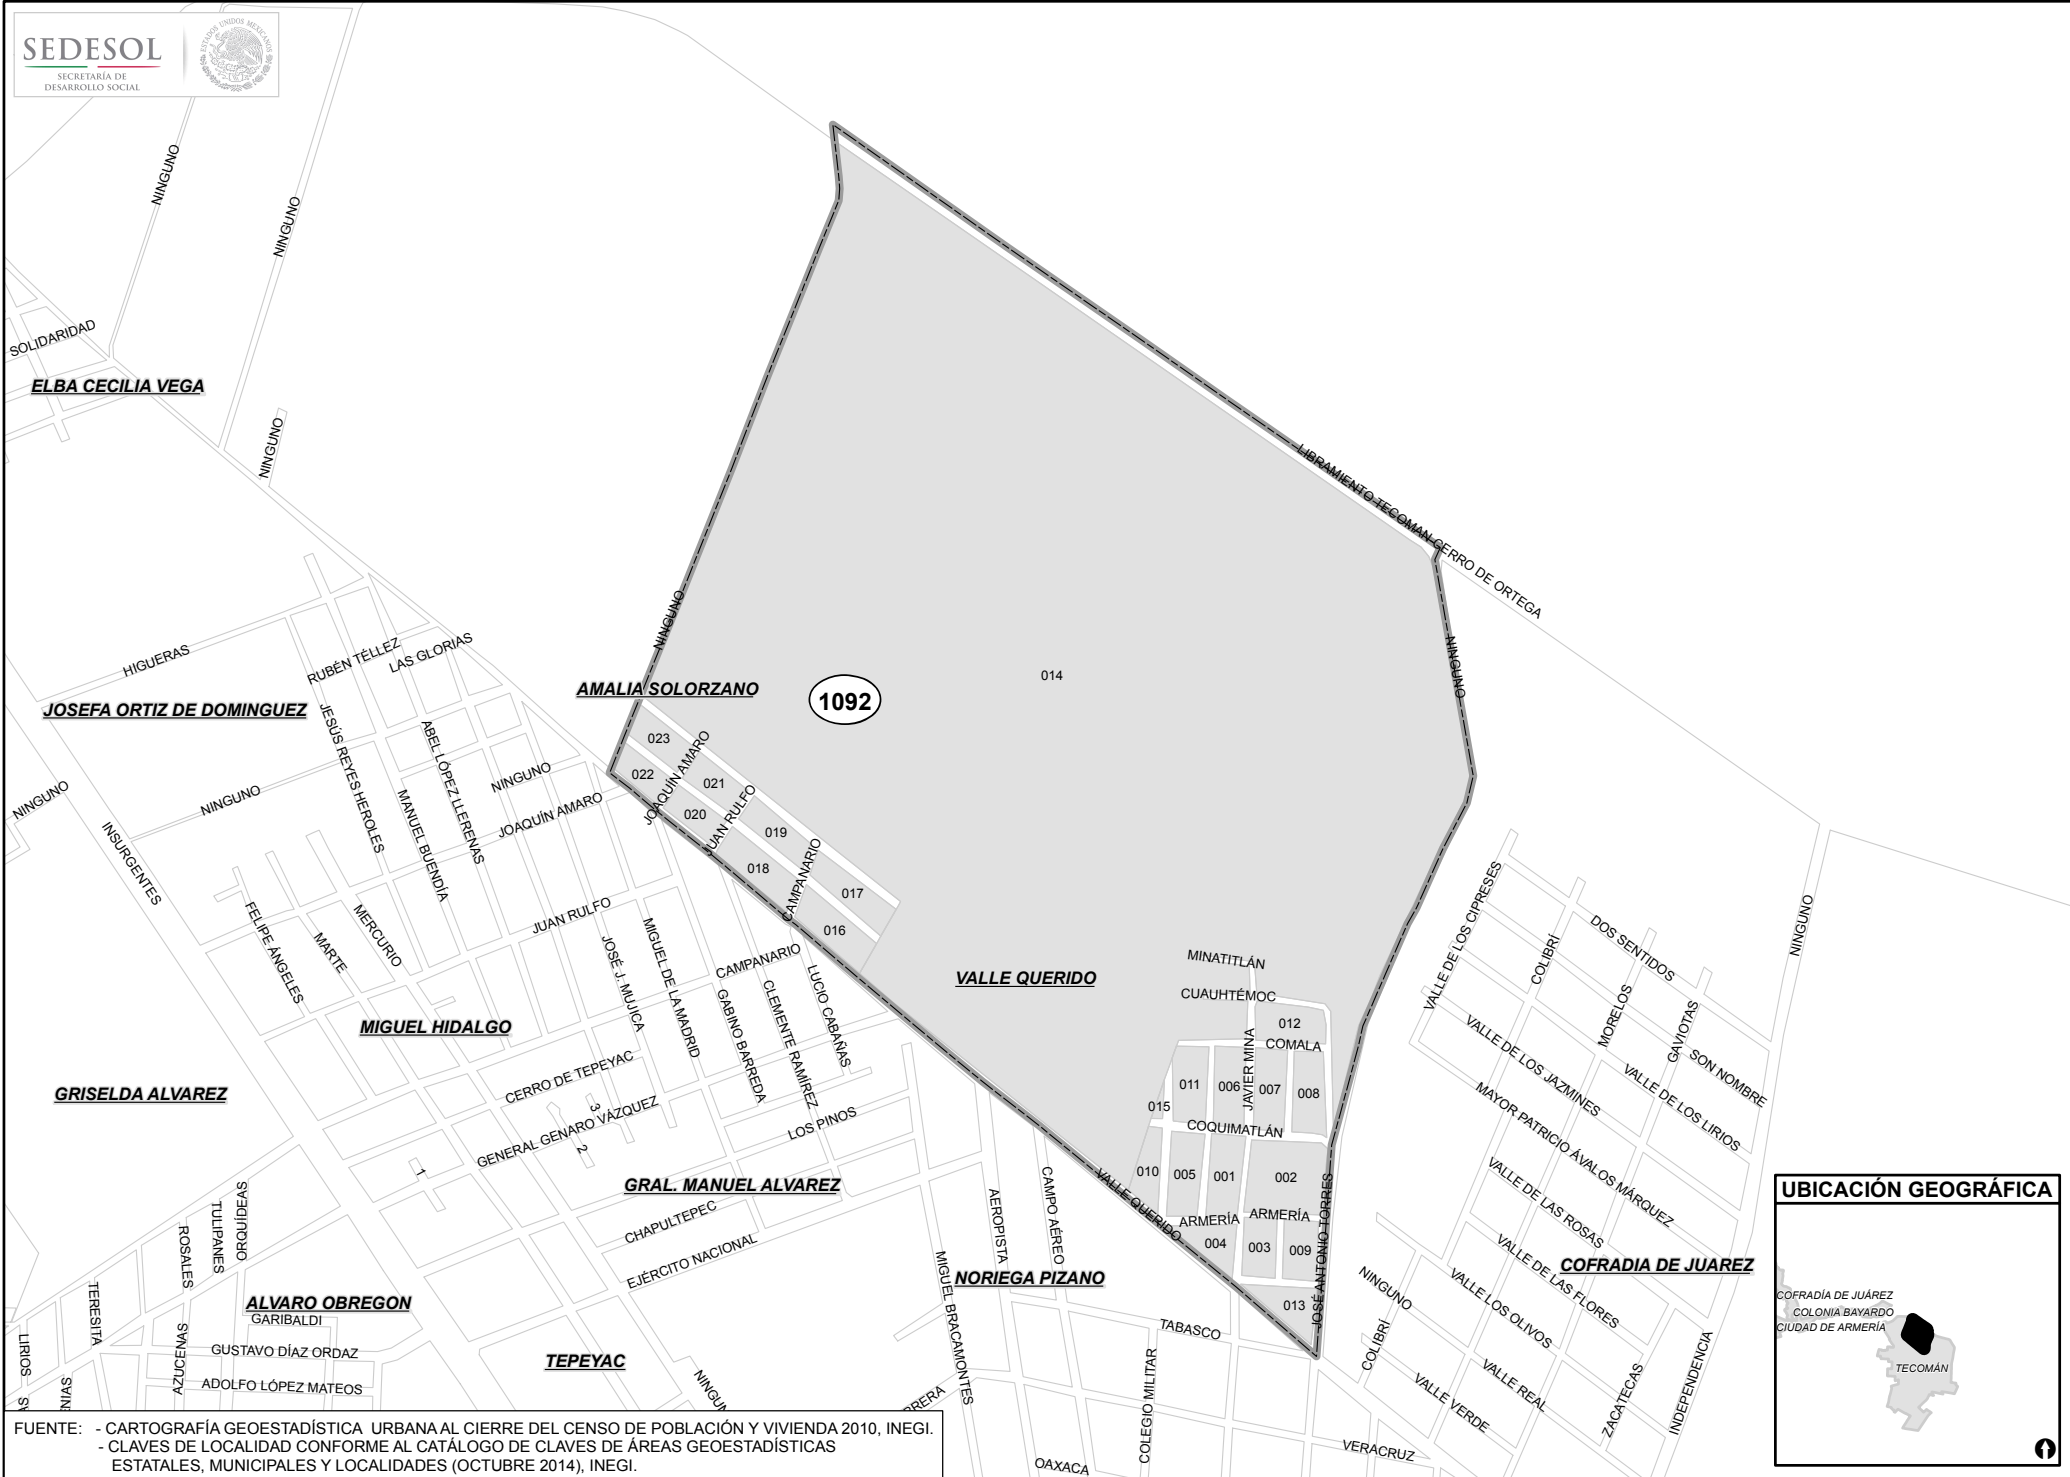 SEDESOL
SECRETARÍA DE
DESARROLLO SOCIAL
ESTADOS UNIDOS MEXICANOS
NINGUNO
NINGUNO
SOLIDARIDAD
ELBA CECILIA VEGA
NINGUNO
LIBRAMIENTO TECOMAN-CERRO DE ORTEGA
NINGUNO
NINGUNO
HIGUERAS
RUBÉN TÉLLEZ
LAS GLORIAS
JOSEFA ORTIZ DE DOMINGUEZ
AMALIA SOLORZANO
1092
014
JESÚS REYES HEROLES
ABEL LÓPEZ LLERENAS
MANUEL BUENDÍA
NINGUNO
NINGUNO
NINGUNO
JOAQUÍN AMARO
INSURGENTES
023
022
JOAQUÍN AMARO
021
020
JUAN RULFO
019
018
CAMPANARIO
017
016
FELIPE ÁNGELES
MARTE
MERCURIO
JUAN RULFO
JOSÉ J. MUJICA
MIGUEL DE LA MADRID
CAMPANARIO
GABINO BARREDA
CLEMENTE RAMÍREZ
LUCIO CABAÑAS
VALLE QUERIDO
MINATITLÁN
CUAUHTÉMOC
012
COMALA
JAVIER MINA
011
006
007
008
015
COQUIMATLÁN
010
005
001
002
ARMERÍA
ARMERÍA
004
003
009
013
VALLE QUERIDO
JOSÉ ANTONIO TORRES
VALLE DE LOS CIPRESES
COLIBRÍ
DOS SENTIDOS
MORELOS
GAVIOTAS
NINGUNO
SON NOMBRE
VALLE DE LOS JAZMINES
VALLE DE LOS LIRIOS
MAYOR PATRICIO ÁVALOS MÁRQUEZ
VALLE DE LAS ROSAS
VALLE DE LAS FLORES
COFRADIA DE JUAREZ
NINGUNO
VALLE LOS OLIVOS
COLIBRÍ
VALLE REAL
VALLE VERDE
ZACATECAS
INDEPENDENCIA
MIGUEL HIDALGO
GRISELDA ALVAREZ
CERRO DE TEPEYAC
GENERAL GENARO VÁZQUEZ
3
2
1
LOS PINOS
GRAL. MANUEL ALVAREZ
CHAPULTEPEC
EJÉRCITO NACIONAL
AEROPISTA
CAMPO AÉREO
MIGUEL BRACAMONTES
NORIEGA PIZANO
TABASCO
COLEGIO MILITAR
VERACRUZ
OAXACA
ORQUÍDEAS
TULIPANES
ROSALES
TERESITA
LIRIOS
AZUCENAS
ENIAS
AS
ALVARO OBREGON
GARIBALDI
GUSTAVO DÍAZ ORDAZ
ADOLFO LÓPEZ MATEOS
TEPEYAC
NINGUN
RRERA
UBICACIÓN GEOGRÁFICA
COFRADÍA DE JUÁREZ
COLONIA BAYARDO
CIUDAD DE ARMERÍA
TECOMÁN
FUENTE: - CARTOGRAFÍA GEOESTADÍSTICA URBANA AL CIERRE DEL CENSO DE POBLACIÓN Y VIVIENDA 2010, INEGI.
- CLAVES DE LOCALIDAD CONFORME AL CATÁLOGO DE CLAVES DE ÁREAS GEOESTADÍSTICAS
ESTATALES, MUNICIPALES Y LOCALIDADES (OCTUBRE 2014), INEGI.